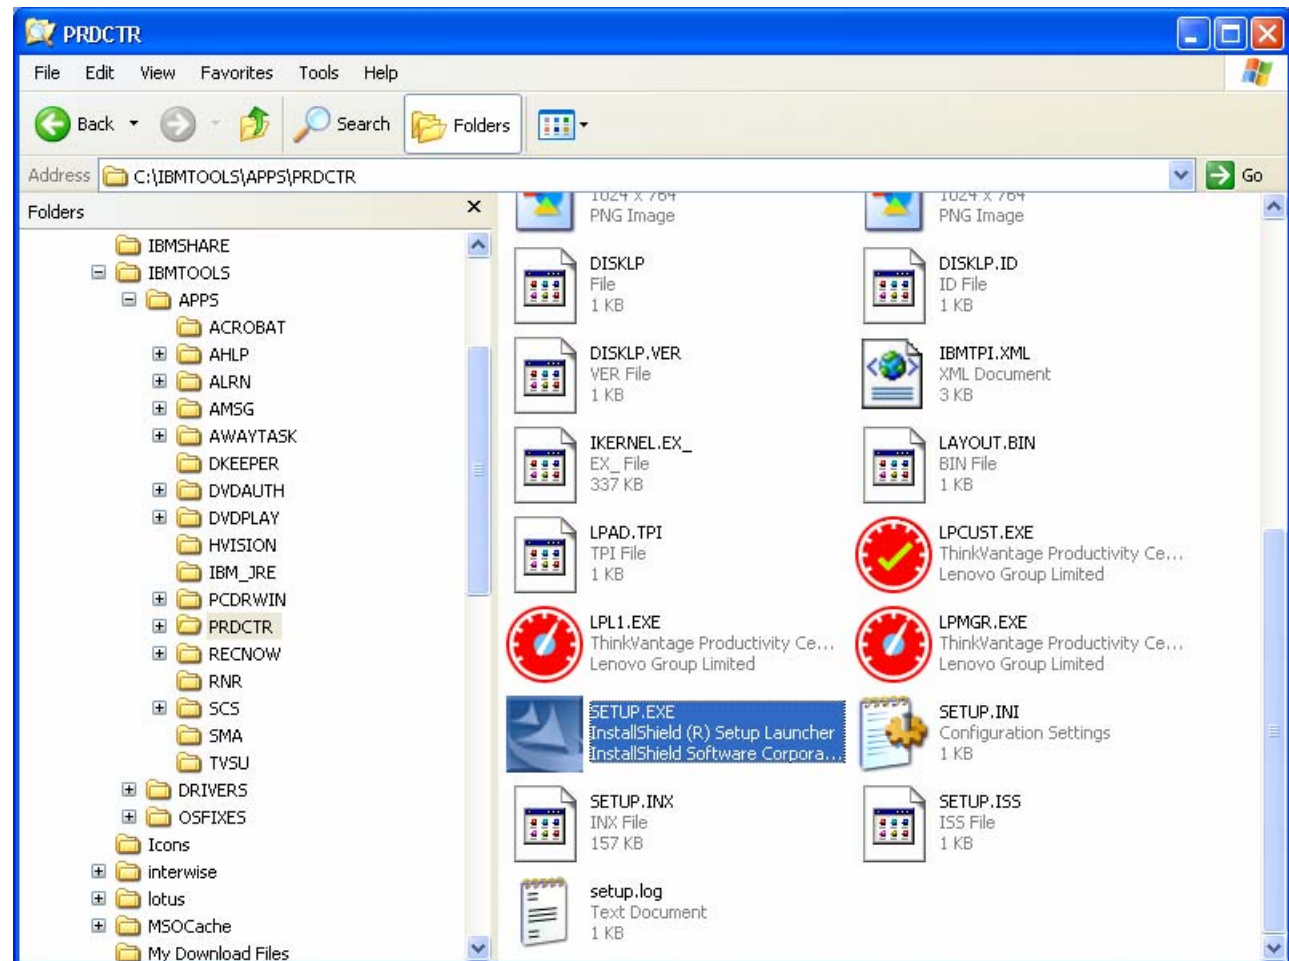 PRDCTR
File Edit View Favorites Tools Help
Back Search Folders
Address C:\IBMTOOLS\APPS\PRDCTR Go
Folders
IBMSHARE
IBMTOOLS
APPS
ACROBAT
AHLP
ALRN
AMSG
AWAYTASK
DKEEPER
DVDAUTH
DVDPLAY
HVISION
IBM_JRE
PCDRWIN
PRDCTR
RECNOW
RNR
SCS
SMA
TVSU
DRIVERS
OSFIXES
Icons
interwise
lotus
MSOCache
My Download Files
1024 x 764
PNG Image
1024 x 764
PNG Image
DISKLP
File
1 KB
DISKLP.ID
ID File
1 KB
DISKLP.VER
VER File
1 KB
IBMTPI.XML
XML Document
3 KB
IKERNEL.EX_
EX_ File
337 KB
LAYOUT.BIN
BIN File
1 KB
LPAD.TPI
TPI File
1 KB
LPCUST.EXE
ThinkVantage Productivity Ce...
Lenovo Group Limited
LPL1.EXE
ThinkVantage Productivity Ce...
Lenovo Group Limited
LPMGR.EXE
ThinkVantage Productivity Ce...
Lenovo Group Limited
SETUP.EXE
InstallShield (R) Setup Launcher
InstallShield Software Corpora...
SETUP.INI
Configuration Settings
1 KB
SETUP.INX
INX File
157 KB
SETUP.ISS
ISS File
1 KB
setup.log
Text Document
1 KB